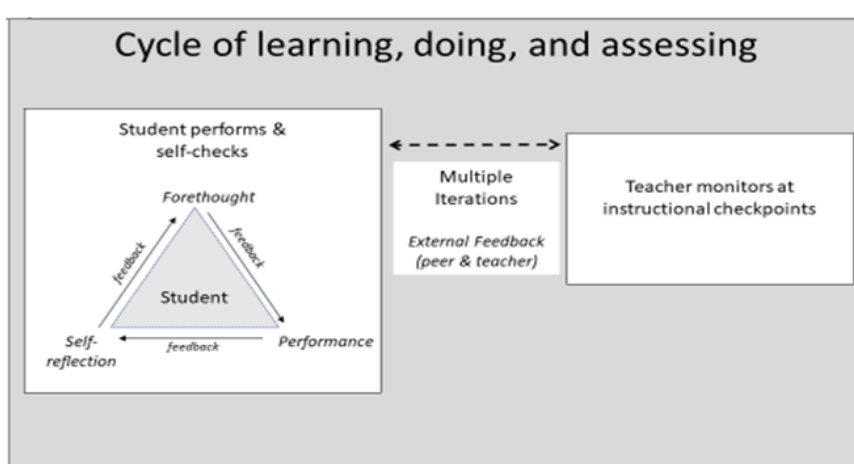 Cycle of learning, doing, and assessing
Student performs &
self-checks
Forethought
feedback
feedback
Student
Self-
reflection
feedback
Performance
Multiple
Iterations
External Feedback
(peer & teacher)
Teacher monitors at
instructional checkpoints